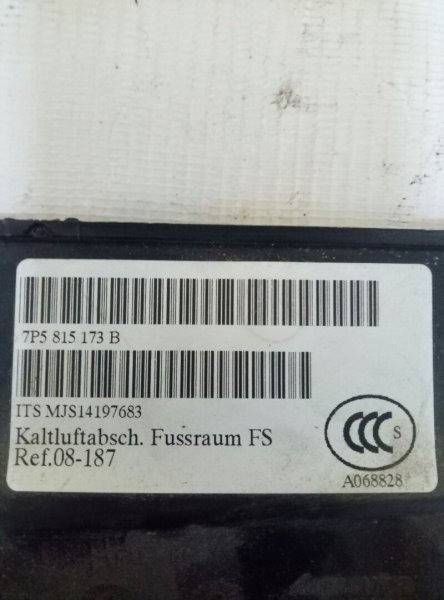 7P5 815 173 B
ITS MJS14197683
Kaltluftabsch. Fussraum FS
Ref.08-187
CCC S
A068828